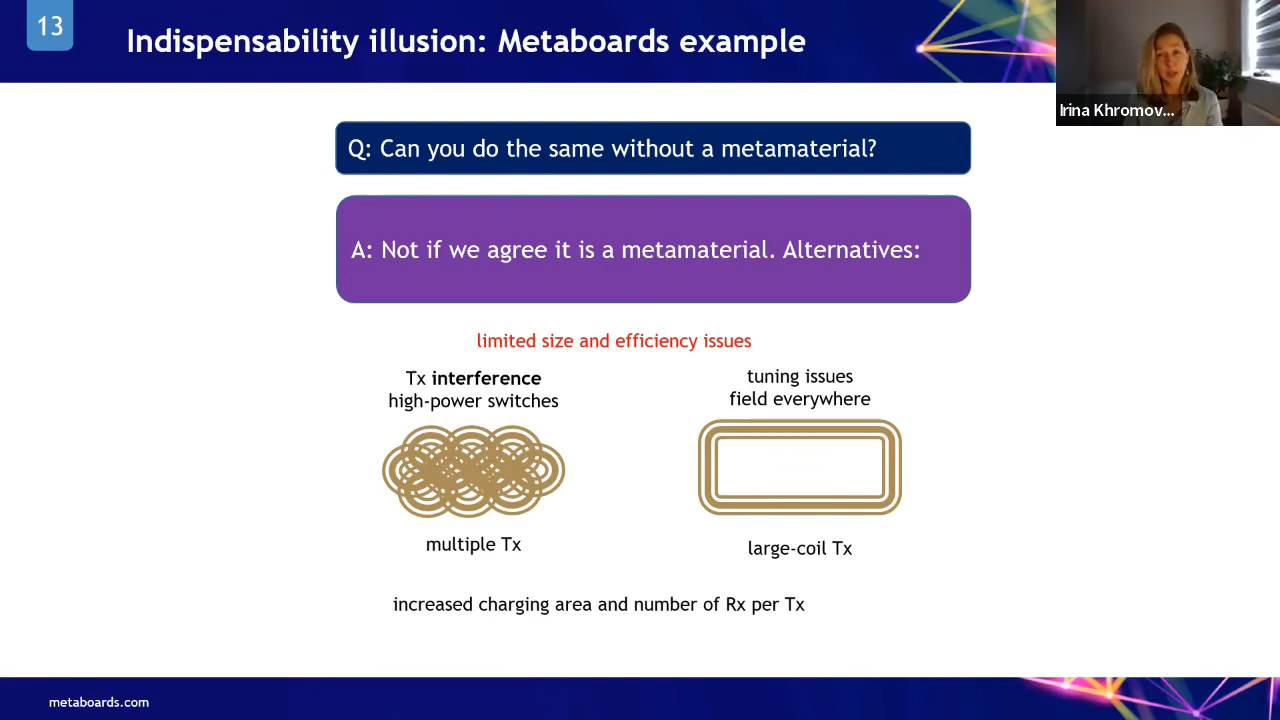 13
Indispensability illusion: Metaboards example
Irina Khromov...
Q: Can you do the same without a metamaterial?
A: Not if we agree it is a metamaterial. Alternatives:
limited size and efficiency issues
Tx interference
high-power switches
tuning issues
field everywhere
multiple Tx
large-coil Tx
increased charging area and number of Rx per Tx
metaboards.com